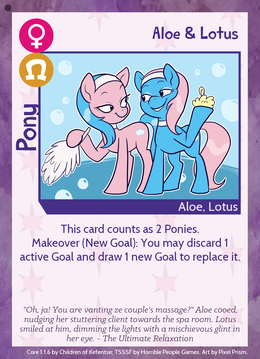 Aloe & Lotus
Pony
Aloe, Lotus
This card counts as 2 Ponies.
Makeover (New Goal): You may discard 1
active Goal and draw 1 new Goal to replace it.
"Oh, ja! You are vanting ze couple's massage?" Aloe cooed,
nudging her stuttering client towards the spa room. Lotus
smiled at him, dimming the lights with a mischievous glint in
her eye. - The Ultimate Relaxation
Core 1.1.6 by Children of Kefentse; TSSSF by Horrible People Games. Art by Pixel Prism.